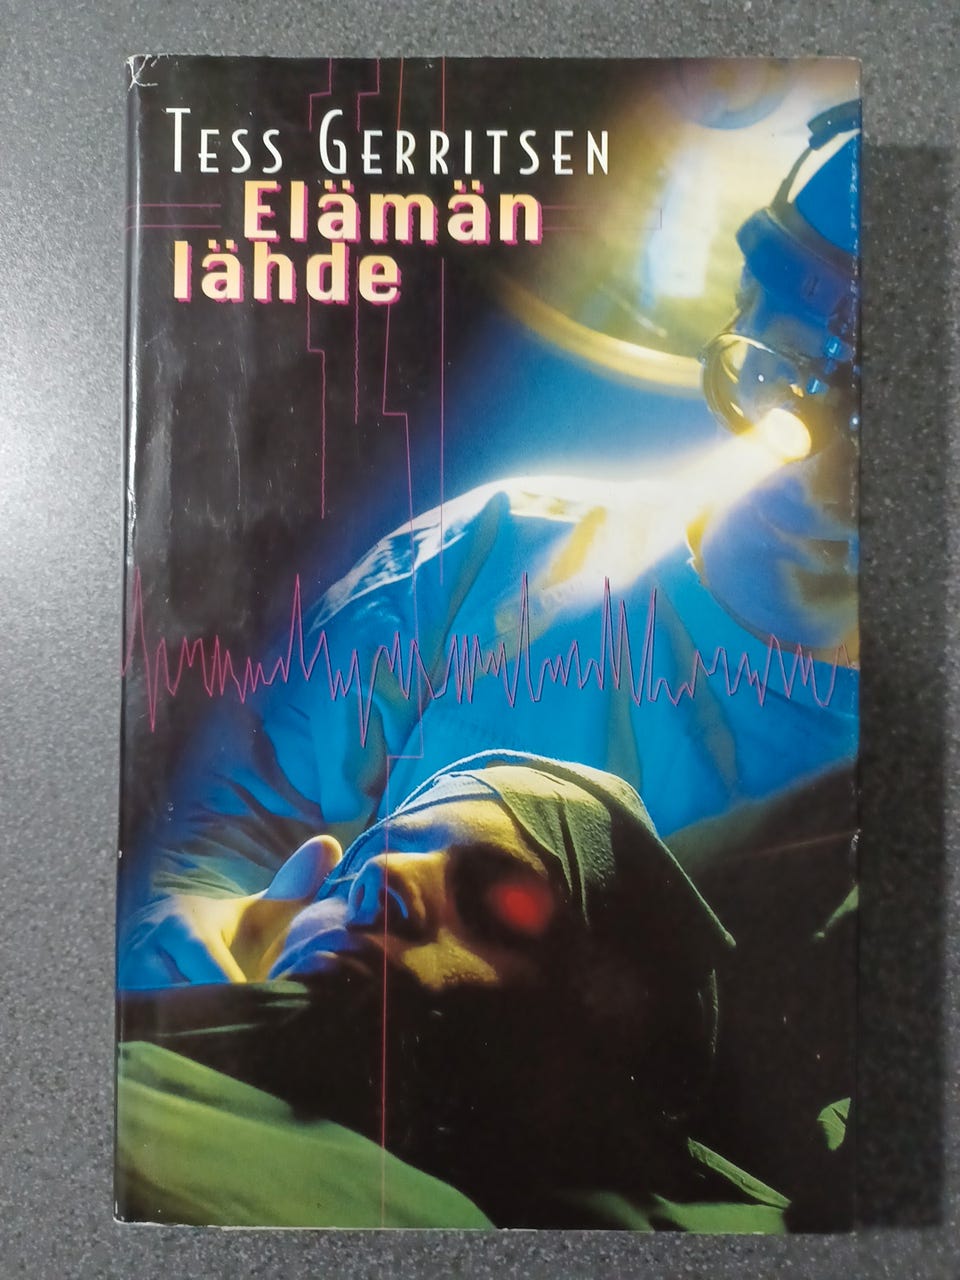 Tess Gerritsen
Elämän
lähde